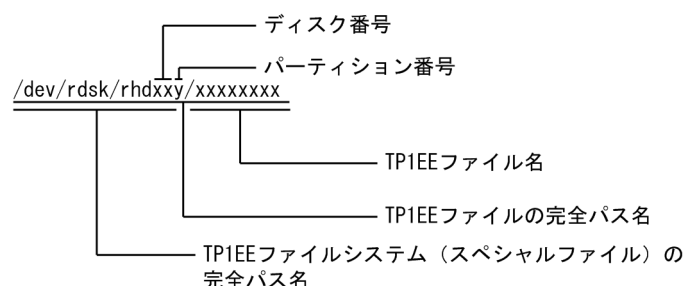 ディスク番号
パーティション番号
/dev/rdsk/rhdxxy/xxxxxxxx
TP1EEファイル名
TP1EEファイルの完全パス名
TP1EEファイルシステム（スペシャルファイル）の
完全パス名